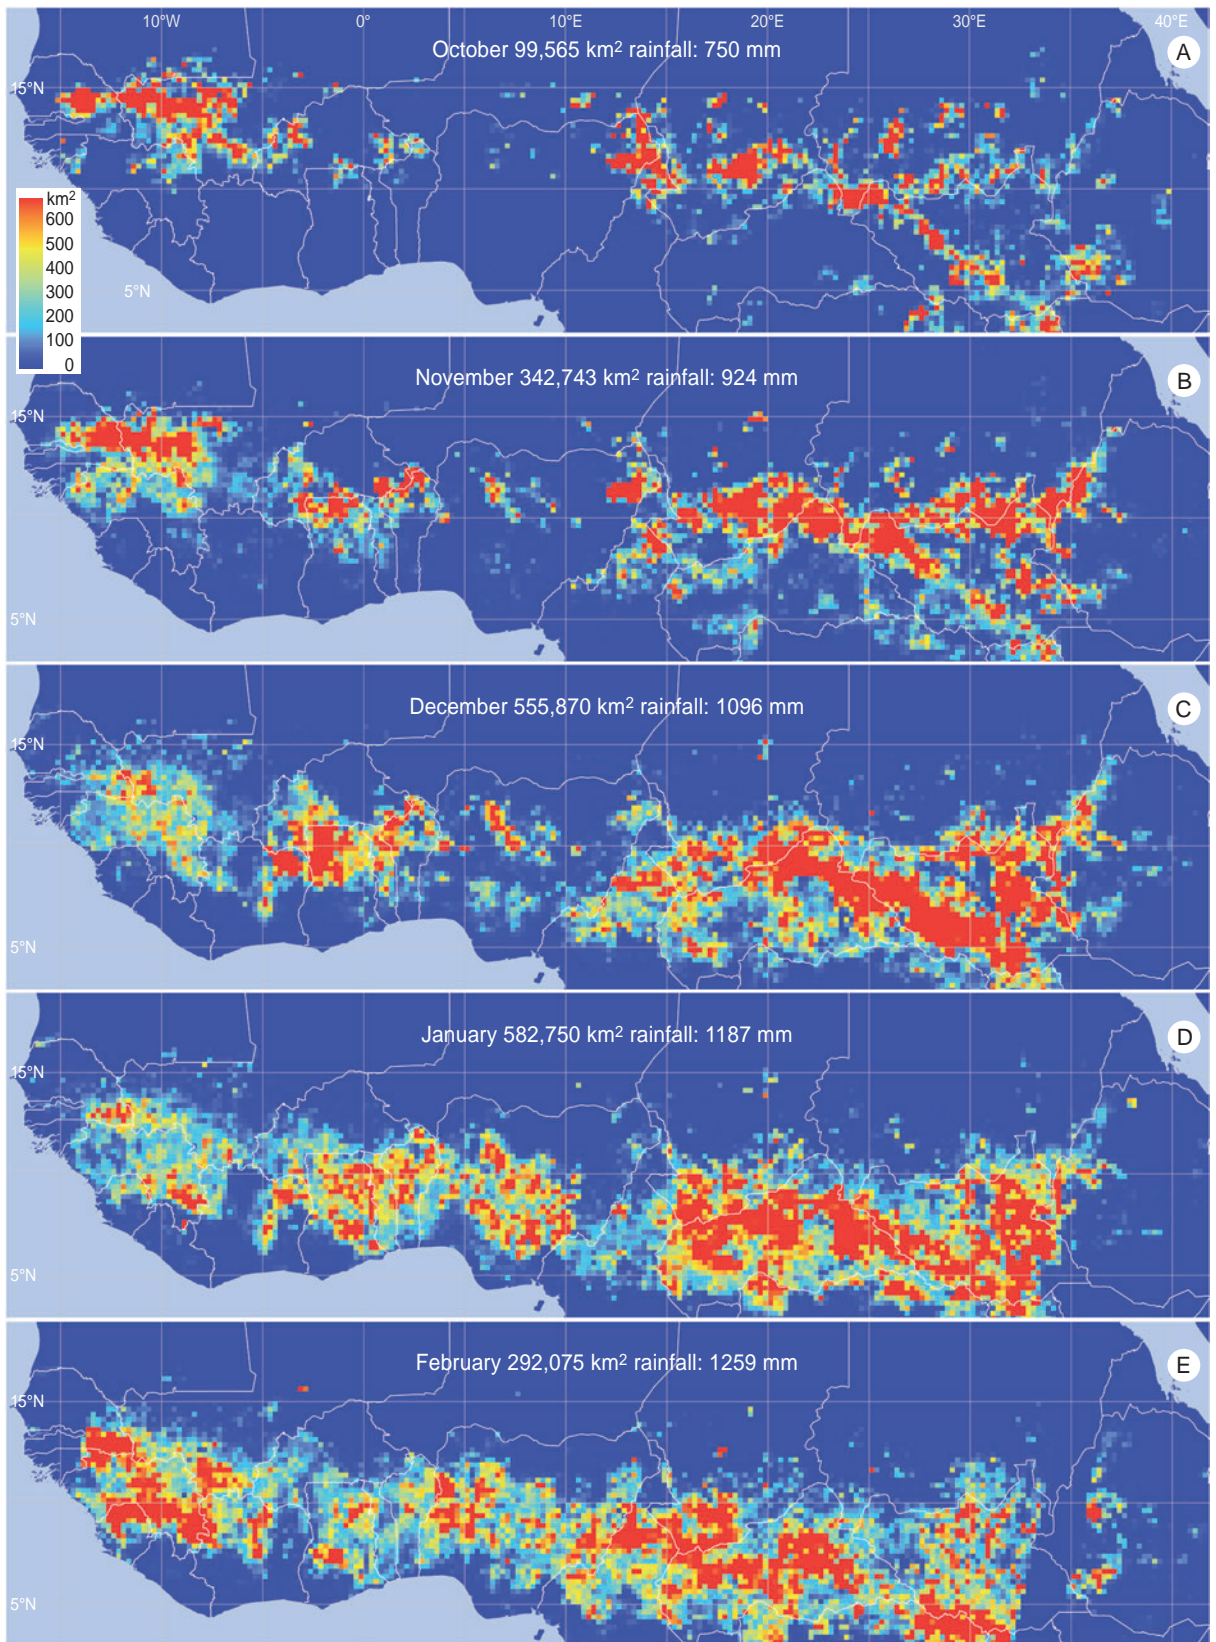 10°W 0° 10°E 20°E 30°E 40°E
October 99,565 km² rainfall: 750 mm
A
15°N
km²
600
500
400
300
200
100
0
5°N
November 342,743 km² rainfall: 924 mm
B
15°N
5°N
December 555,870 km² rainfall: 1096 mm
C
15°N
5°N
January 582,750 km² rainfall: 1187 mm
D
15°N
5°N
February 292,075 km² rainfall: 1259 mm
E
15°N
5°N